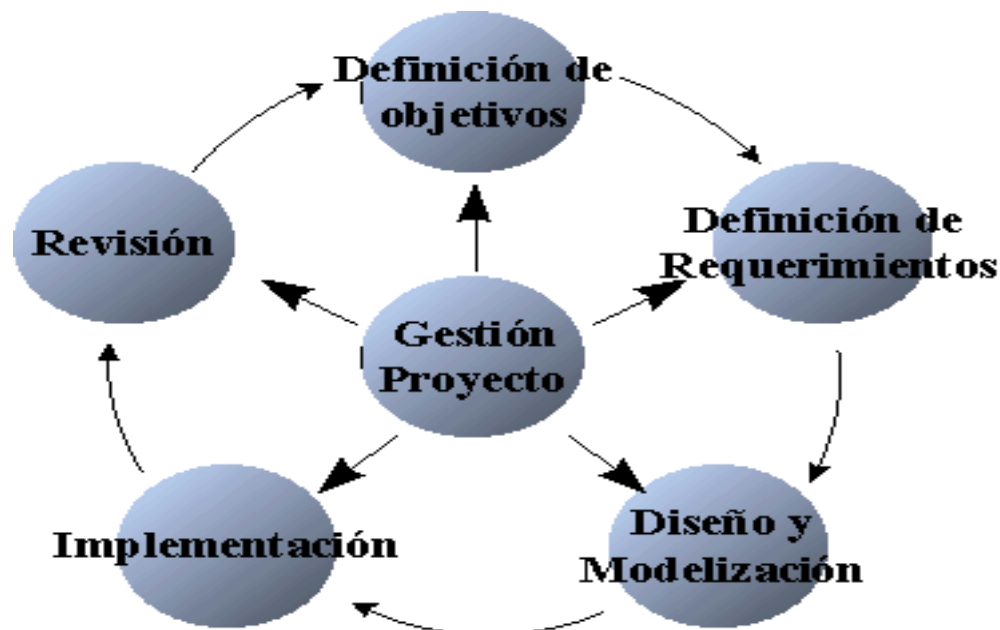 Definición de
objetivos
Definición de
Requerimientos
Revisión
Gestión
Proyecto
Implementación
Diseño y
Modelización